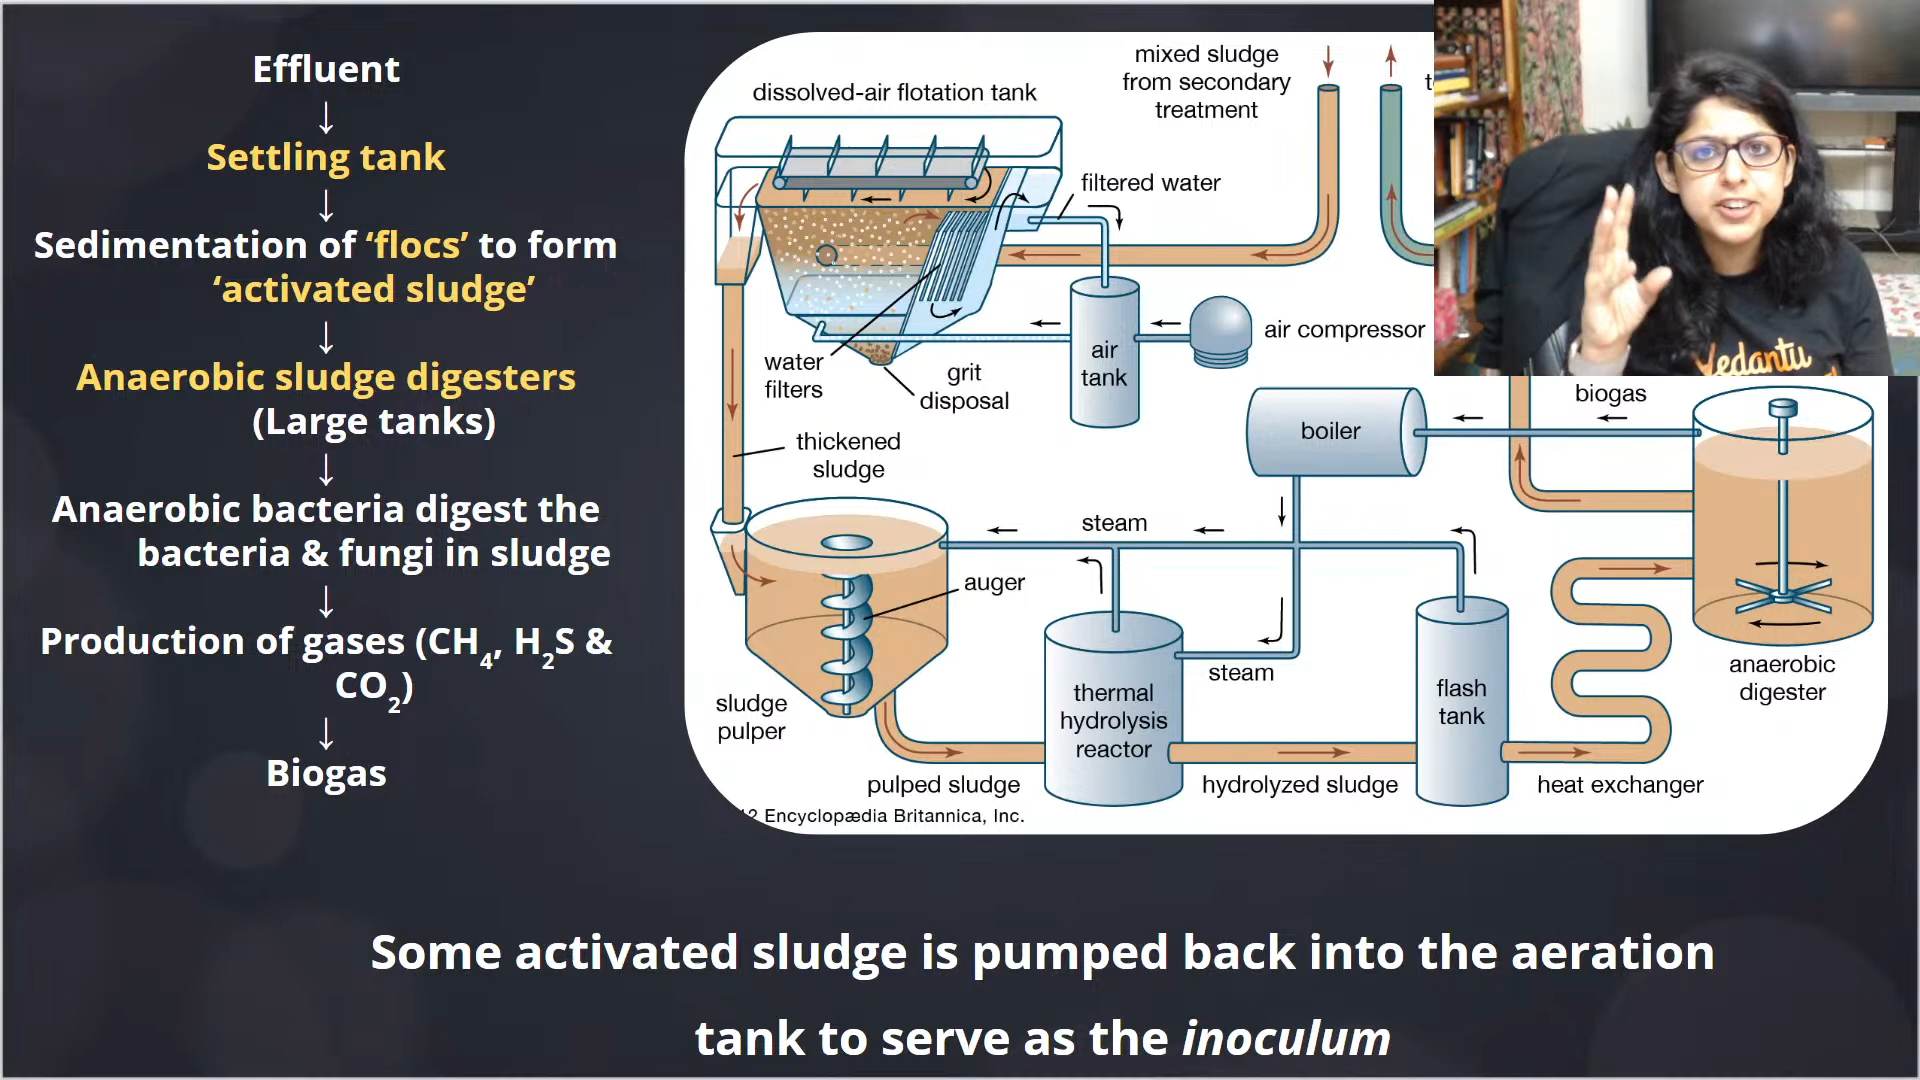 Effluent
↓
Settling tank
↓
Sedimentation of ‘flocs’ to form
‘activated sludge’
↓
Anaerobic sludge digesters
(Large tanks)
↓
Anaerobic bacteria digest the
bacteria & fungi in sludge
↓
Production of gases (CH4, H2S &
CO2)
↓
Biogas
mixed sludge
from secondary
treatment
dissolved-air flotation tank
filtered water
air compressor
air
tank
water
filters
grit
disposal
biogas
boiler
thickened
sludge
steam
auger
steam
anaerobic
digester
sludge
pulper
thermal
hydrolysis
reactor
flash
tank
pulped sludge
hydrolyzed sludge
heat exchanger
Encyclopædia Britannica, Inc.
Vedantu
Some activated sludge is pumped back into the aeration
tank to serve as the inoculum